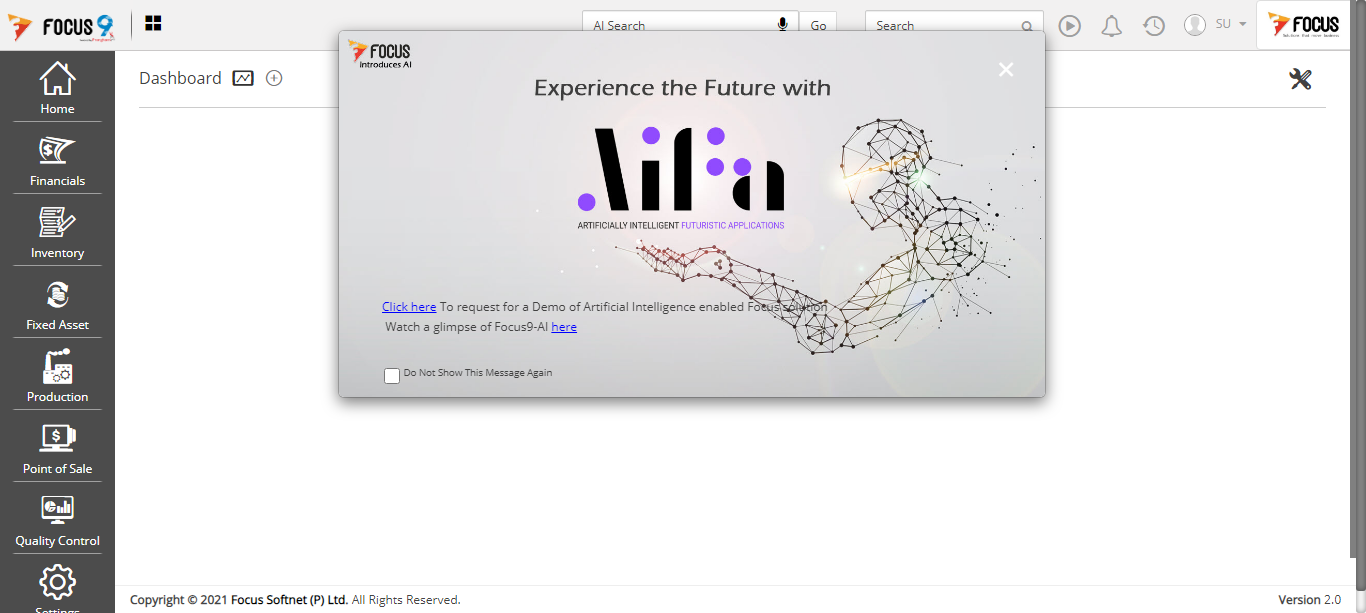 FOCUS 9
AI Search
Go
Search
SU
FOCUS
Dashboard
Home
Financials
Inventory
Fixed Asset
Production
Point of Sale
Quality Control
Settings
FOCUS
introduces AI
Experience the Future with
AiFa
ARTIFICIALLY INTELLIGENT FUTURISTIC APPLICATIONS
Click here To request for a Demo of Artificial Intelligence enabled Focus solution
Watch a glimpse of Focus9-AI here
Do Not Show This Message Again
Copyright © 2021 Focus Softnet (P) Ltd. All Rights Reserved.
Version 2.0